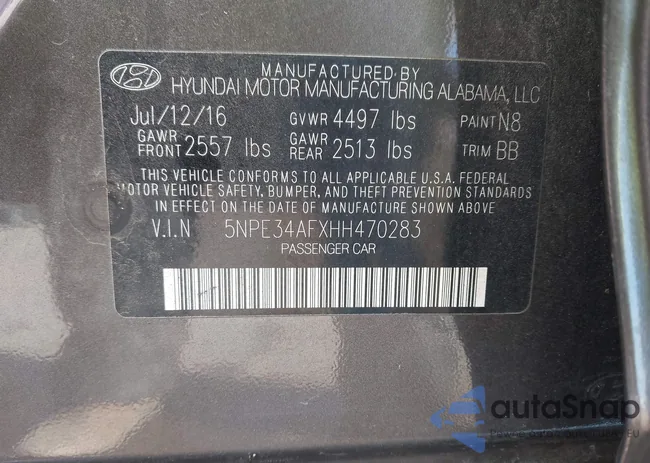 MANUFACTURED BY
HYUNDAI MOTOR MANUFACTURING ALABAMA, LLC
Jul/12/16 GVWR 4497 lbs PAINT N8
GAWR FRONT 2557 lbs GAWR REAR 2513 lbs TRIM BB
THIS VEHICLE CONFORMS TO ALL APPLICABLE U.S.A. FEDERAL
MOTOR VEHICLE SAFETY, BUMPER, AND THEFT PREVENTION STANDARDS
IN EFFECT ON THE DATE OF MANUFACTURE SHOWN ABOVE
V.I.N 5NPE34AFXHH470283
PASSENGER CAR
autaSnap